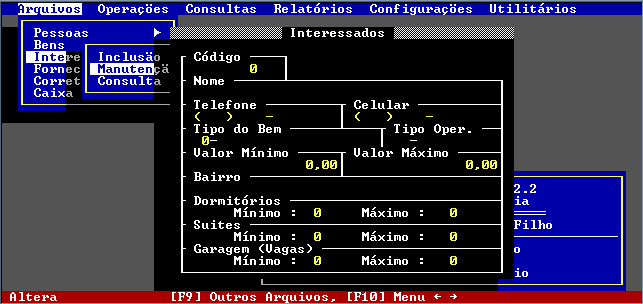 Arquivos Operações Consultas Relatórios Configurações Utilitários
Pessoas
Bens
Intere
Fornec
Corret
Caixa
Inclusão
Manutençã
Consulta
Interessados
Código
0
Nome
Telefone Celular
( ) - ( ) -
Tipo do Bem Tipo Oper.
0- -
Valor Mínimo Valor Máximo
0,00 0,00
Bairro
Dormitórios
Mínimo : 0 Máximo : 0
Suites
Mínimo : 0 Máximo : 0
Garagem (Vagas)
Mínimo : 0 Máximo : 0
2.2
ia
Filho
o
io
Altera [F9] Outros Arquivos, [F10] Menu ← →